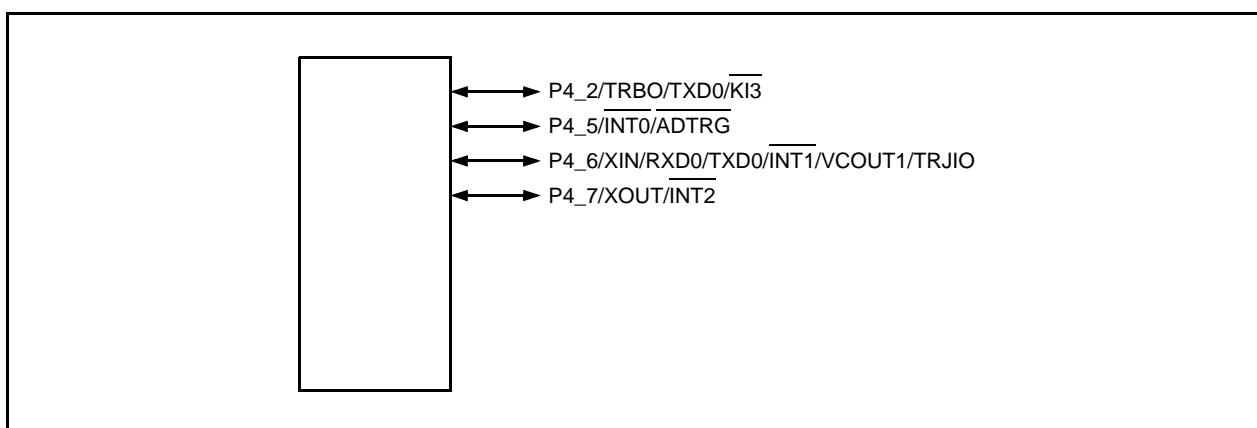 P4_2/TRBO/TXD0/KI3
P4_5/INT0/ADTRG
P4_6/XIN/RXD0/TXD0/INT1/VCOUT1/TRJIO
P4_7/XOUT/INT2